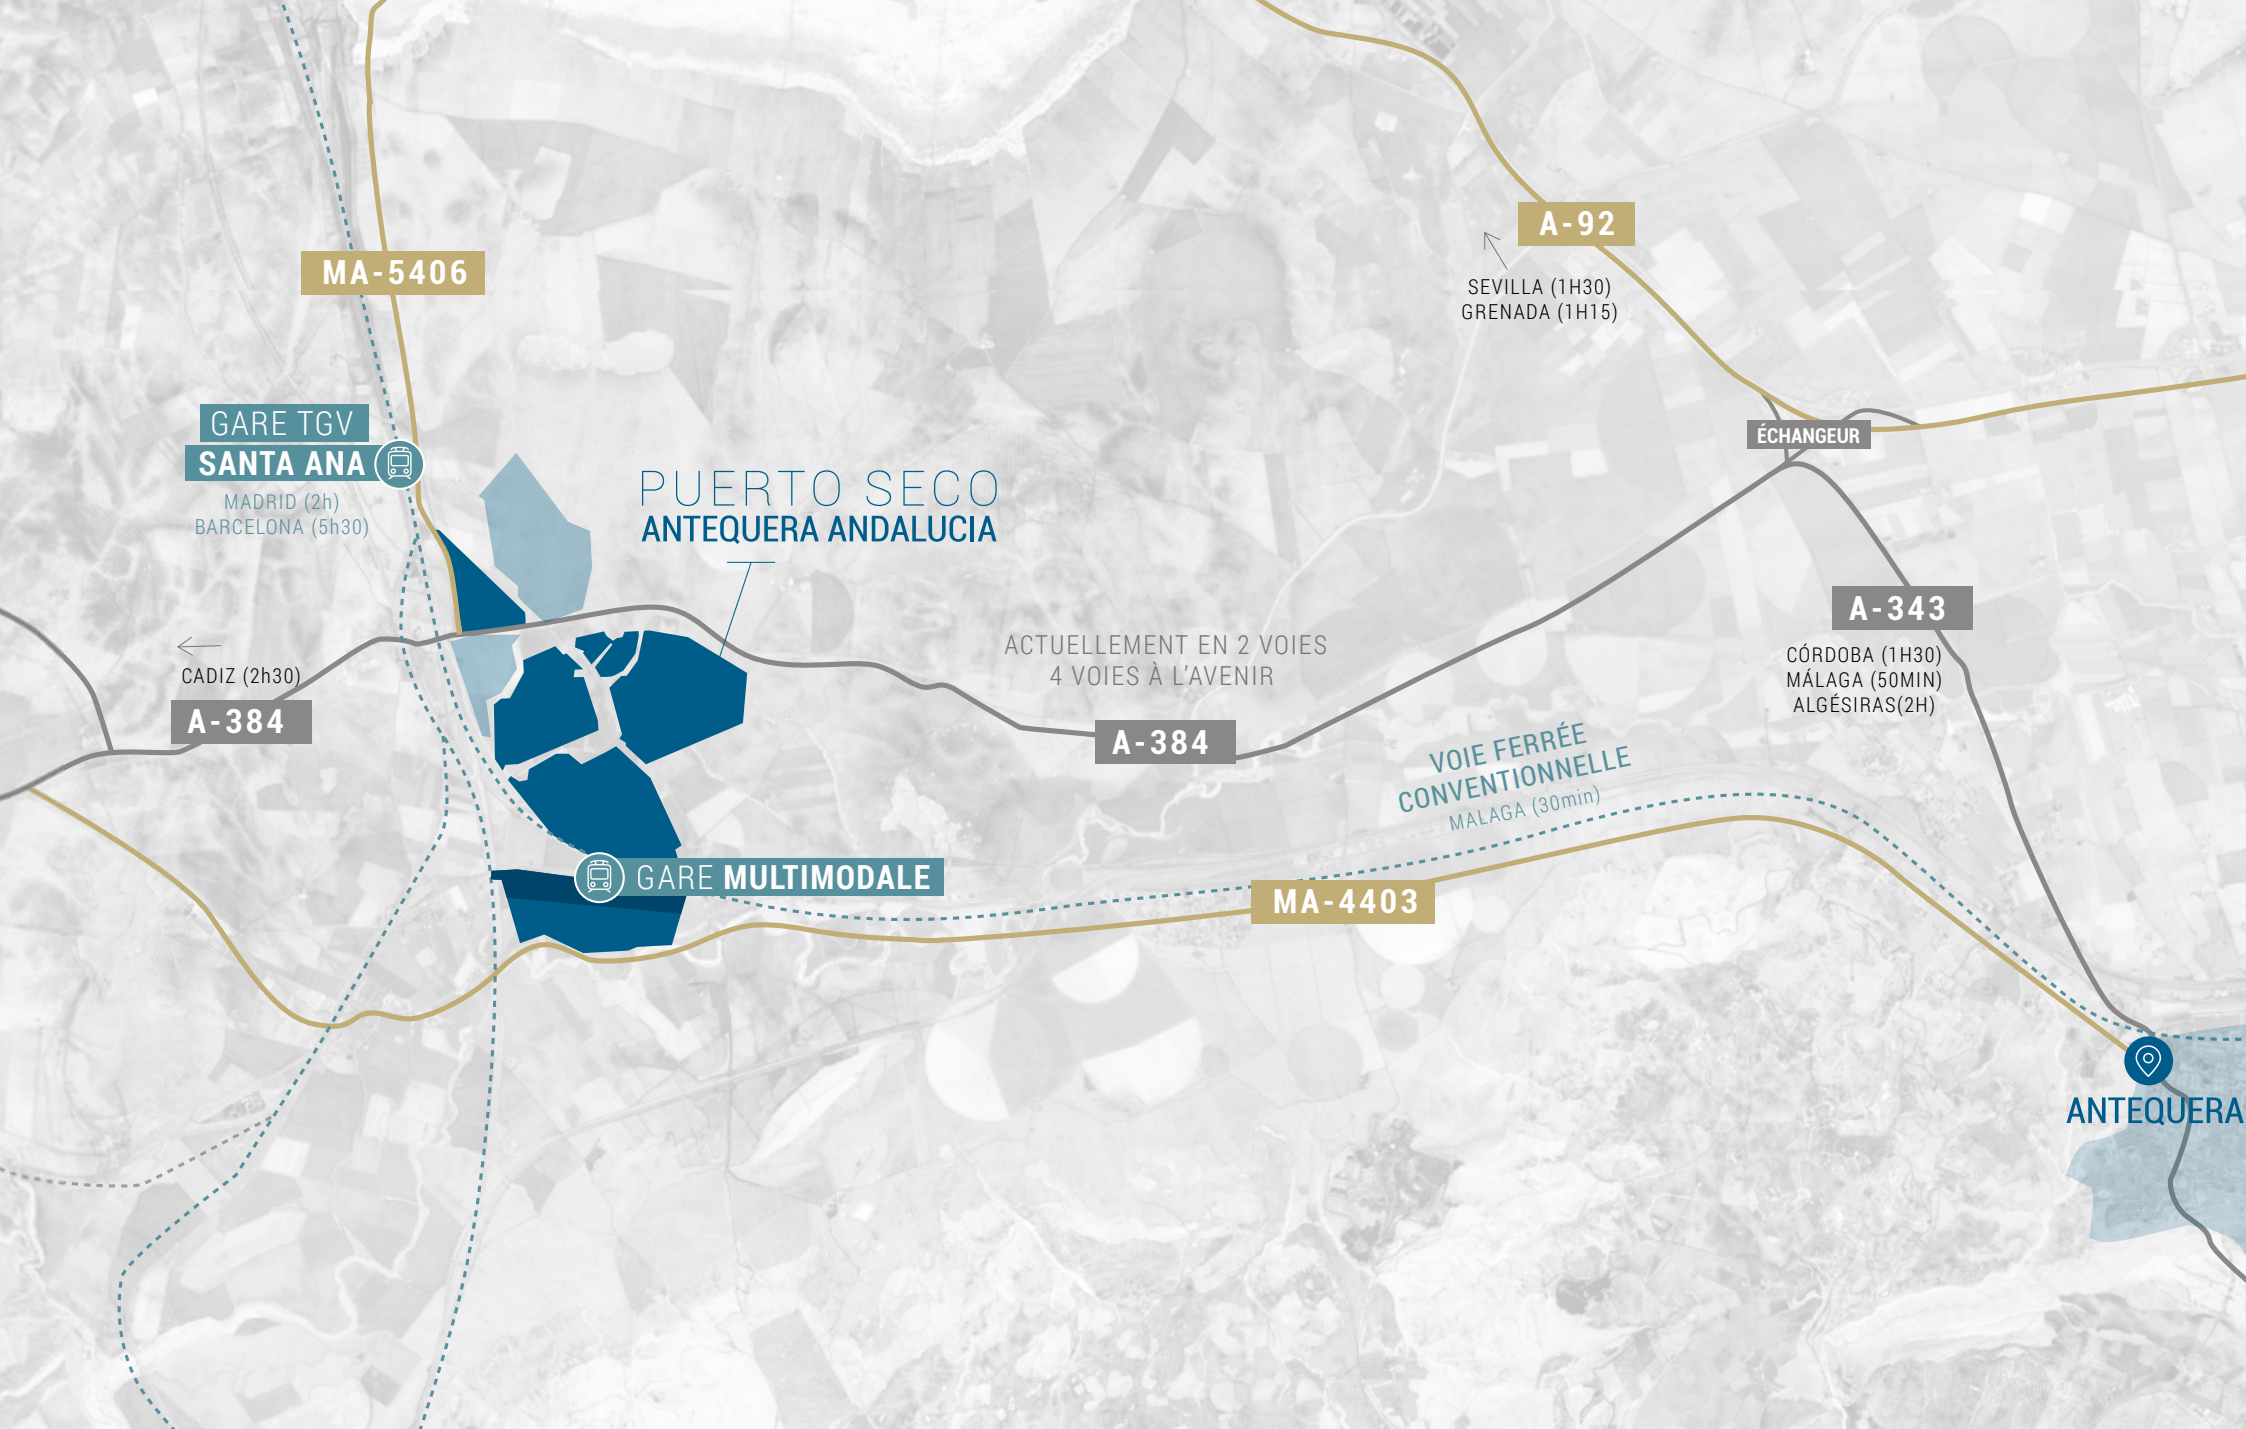 A-92
MA-5406
SEVILLA (1H30)
GRENADA (1H15)
GARE TGV
SANTA ANA
MADRID (2h)
BARCELONA (5h30)
ÉCHANGEUR
PUERTO SECO
ANTEQUERA ANDALUCIA
A-343
CÓRDOBA (1H30)
MÁLAGA (50MIN)
ALGÉSIRAS(2H)
ACTUELLEMENT EN 2 VOIES
4 VOIES À L'AVENIR
CADIZ (2h30)
A-384
A-384
VOIE FERRÉE
CONVENTIONNELLE
MALAGA (30min)
GARE MULTIMODALE
MA-4403
ANTEQUERA